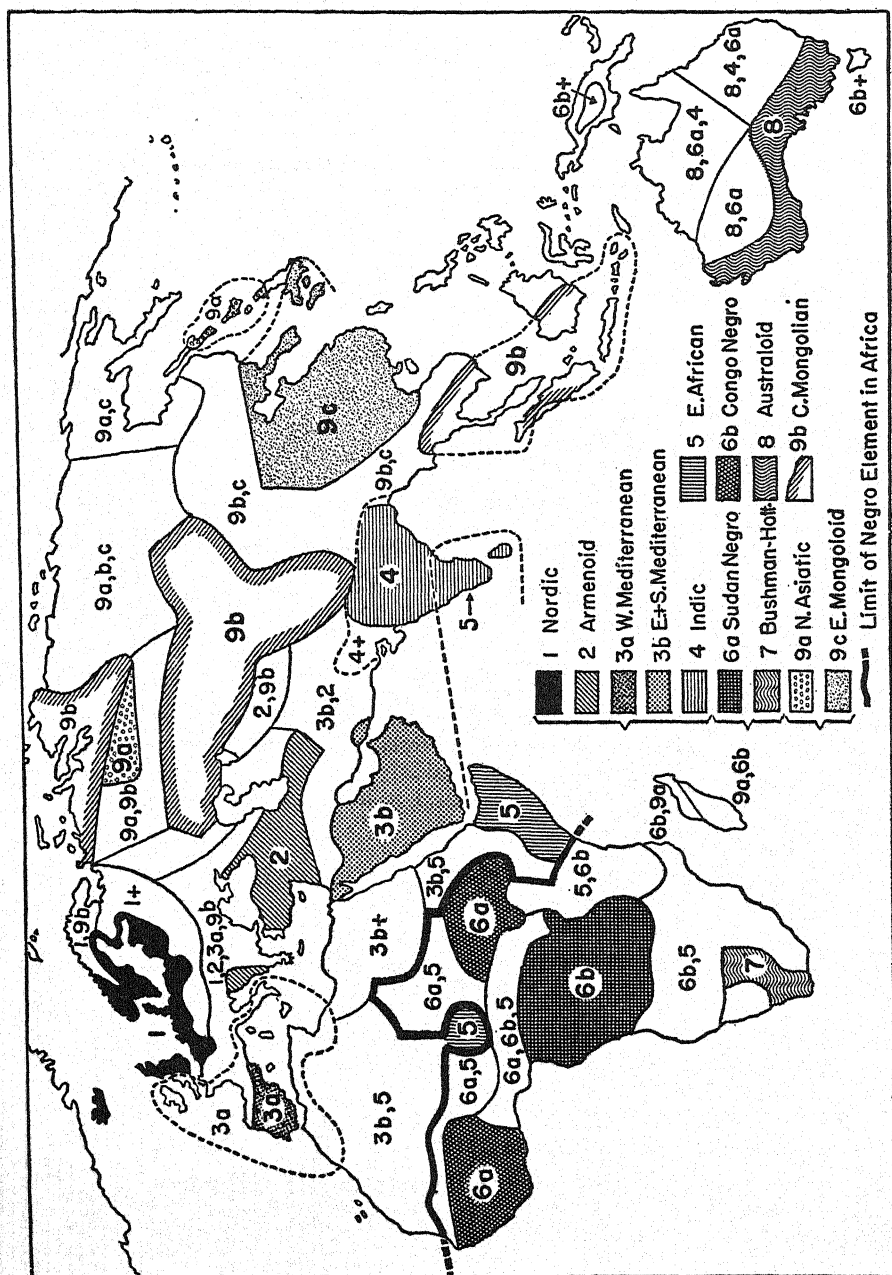 1,9b
9b
9a,b,c
9a,c
1+
9a,9b
9a
1
9a
1,2,3a,9b
3a
9b
9b,c
3a
2,9b
2
3b,2
9c
4+
3b,5
3b+
3b
4
9b,c
6a,5
3b,5
6a,5
5
5
6a
6a
5
6a,6b,5
9b
6b+
6b
5,6b
6b,9a
8,6a
6b,5
8,6a,4
9a,6b
7
8
8,4,6a
6b+
1 Nordic
2 Armenoid
3a W. Mediterranean
3b E+S. Mediterranean
4 Indic
5 E. African
6a Sudan Negro
6b Congo Negro
7 Bushman-Hott.
8 Australoid
9a N. Asiatic
9b C. Mongolian
9c E. Mongoloid
Limit of Negro Element in Africa